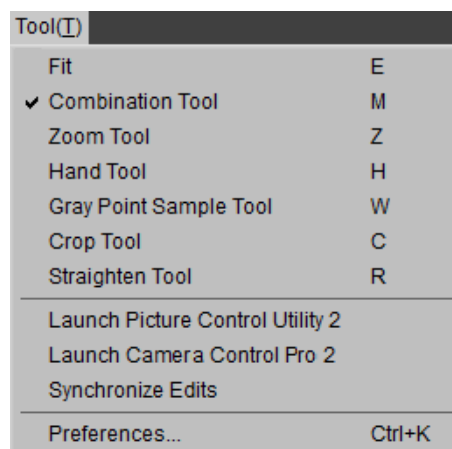 Tool(T)
Fit E
Combination Tool M
Zoom Tool Z
Hand Tool H
Gray Point Sample Tool W
Crop Tool C
Straighten Tool R
Launch Picture Control Utility 2
Launch Camera Control Pro 2
Synchronize Edits
Preferences... Ctrl+K